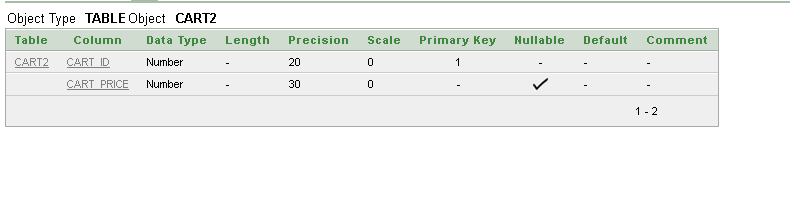 Object Type TABLE Object CART2
Table Column Data Type Length Precision Scale Primary Key Nullable Default Comment
CART2 CART_ID Number - 20 0 1 - - -
CART_PRICE Number - 30 0 - ✓ - -
1 - 2